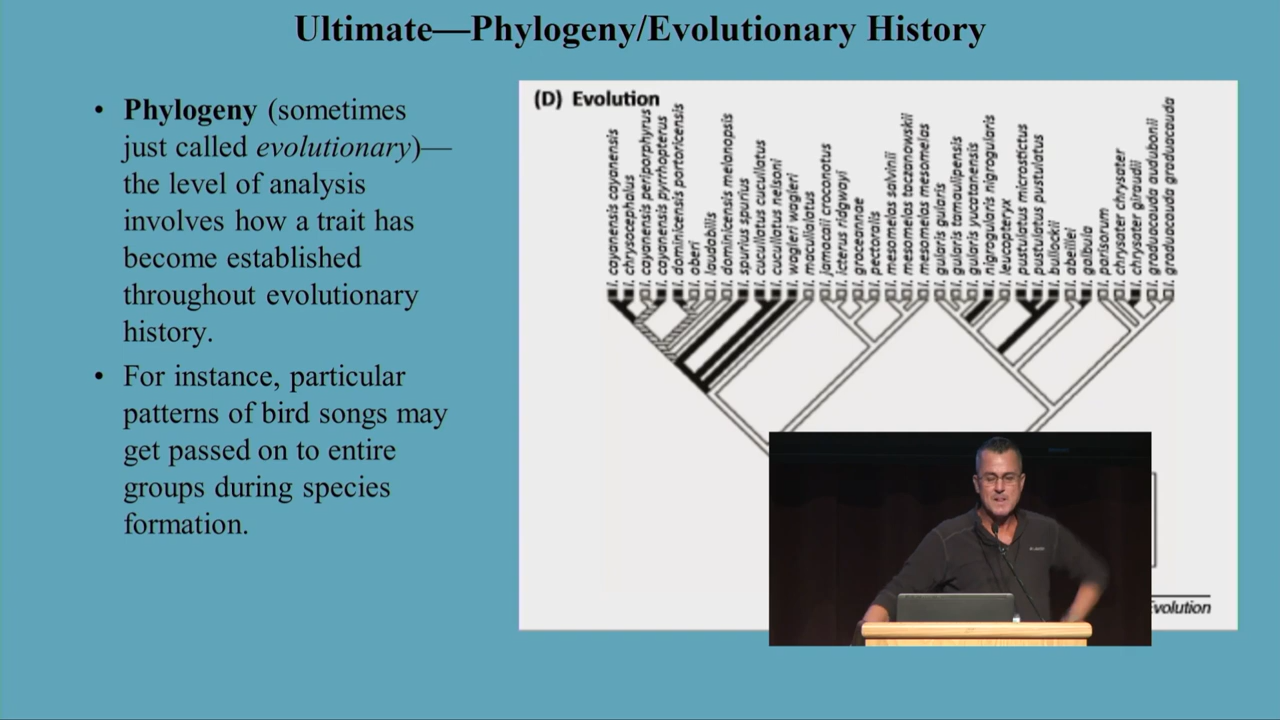 Ultimate—Phylogeny/Evolutionary History
• Phylogeny (sometimes
just called evolutionary)—
the level of analysis
involves how a trait has
become established
throughout evolutionary
history.
• For instance, particular
patterns of bird songs may
get passed on to entire
groups during species
formation.
(D) Evolution
I. cayanensis cayanensis
I. chrysocephalus
I. cayanensis periporphyrus
I. cayanensis pyrrhopterus
I. dominicensis portoricensis
I. oberi
I. laudabilis
I. dominicensis melanopsis
I. spurius spurius
I. cucullatus cucullatus
I. cucullatus nelsoni
I. wagleri wagleri
I. maculialatus
I. jamacaii croconotus
I. icterus ridgwayi
I. graceannae
I. pectoralis
I. mesomelas salvinii
I. mesomelas taczanowskii
I. mesomelas mesomelas
I. gularis gularis
I. gularis tamaulipensis
I. gularis yucatanensis
I. nigrogularis nigrogularis
I. leucopteryx
I. pustulatus microstictus
I. pustulatus pustulatus
I. bullockii
I. abeillei
I. galbula
I. parisorum
I. chrysater chrysater
I. chrysater giraudii
I. graduacauda audubonii
I. graduacauda graduacauda
Evolution